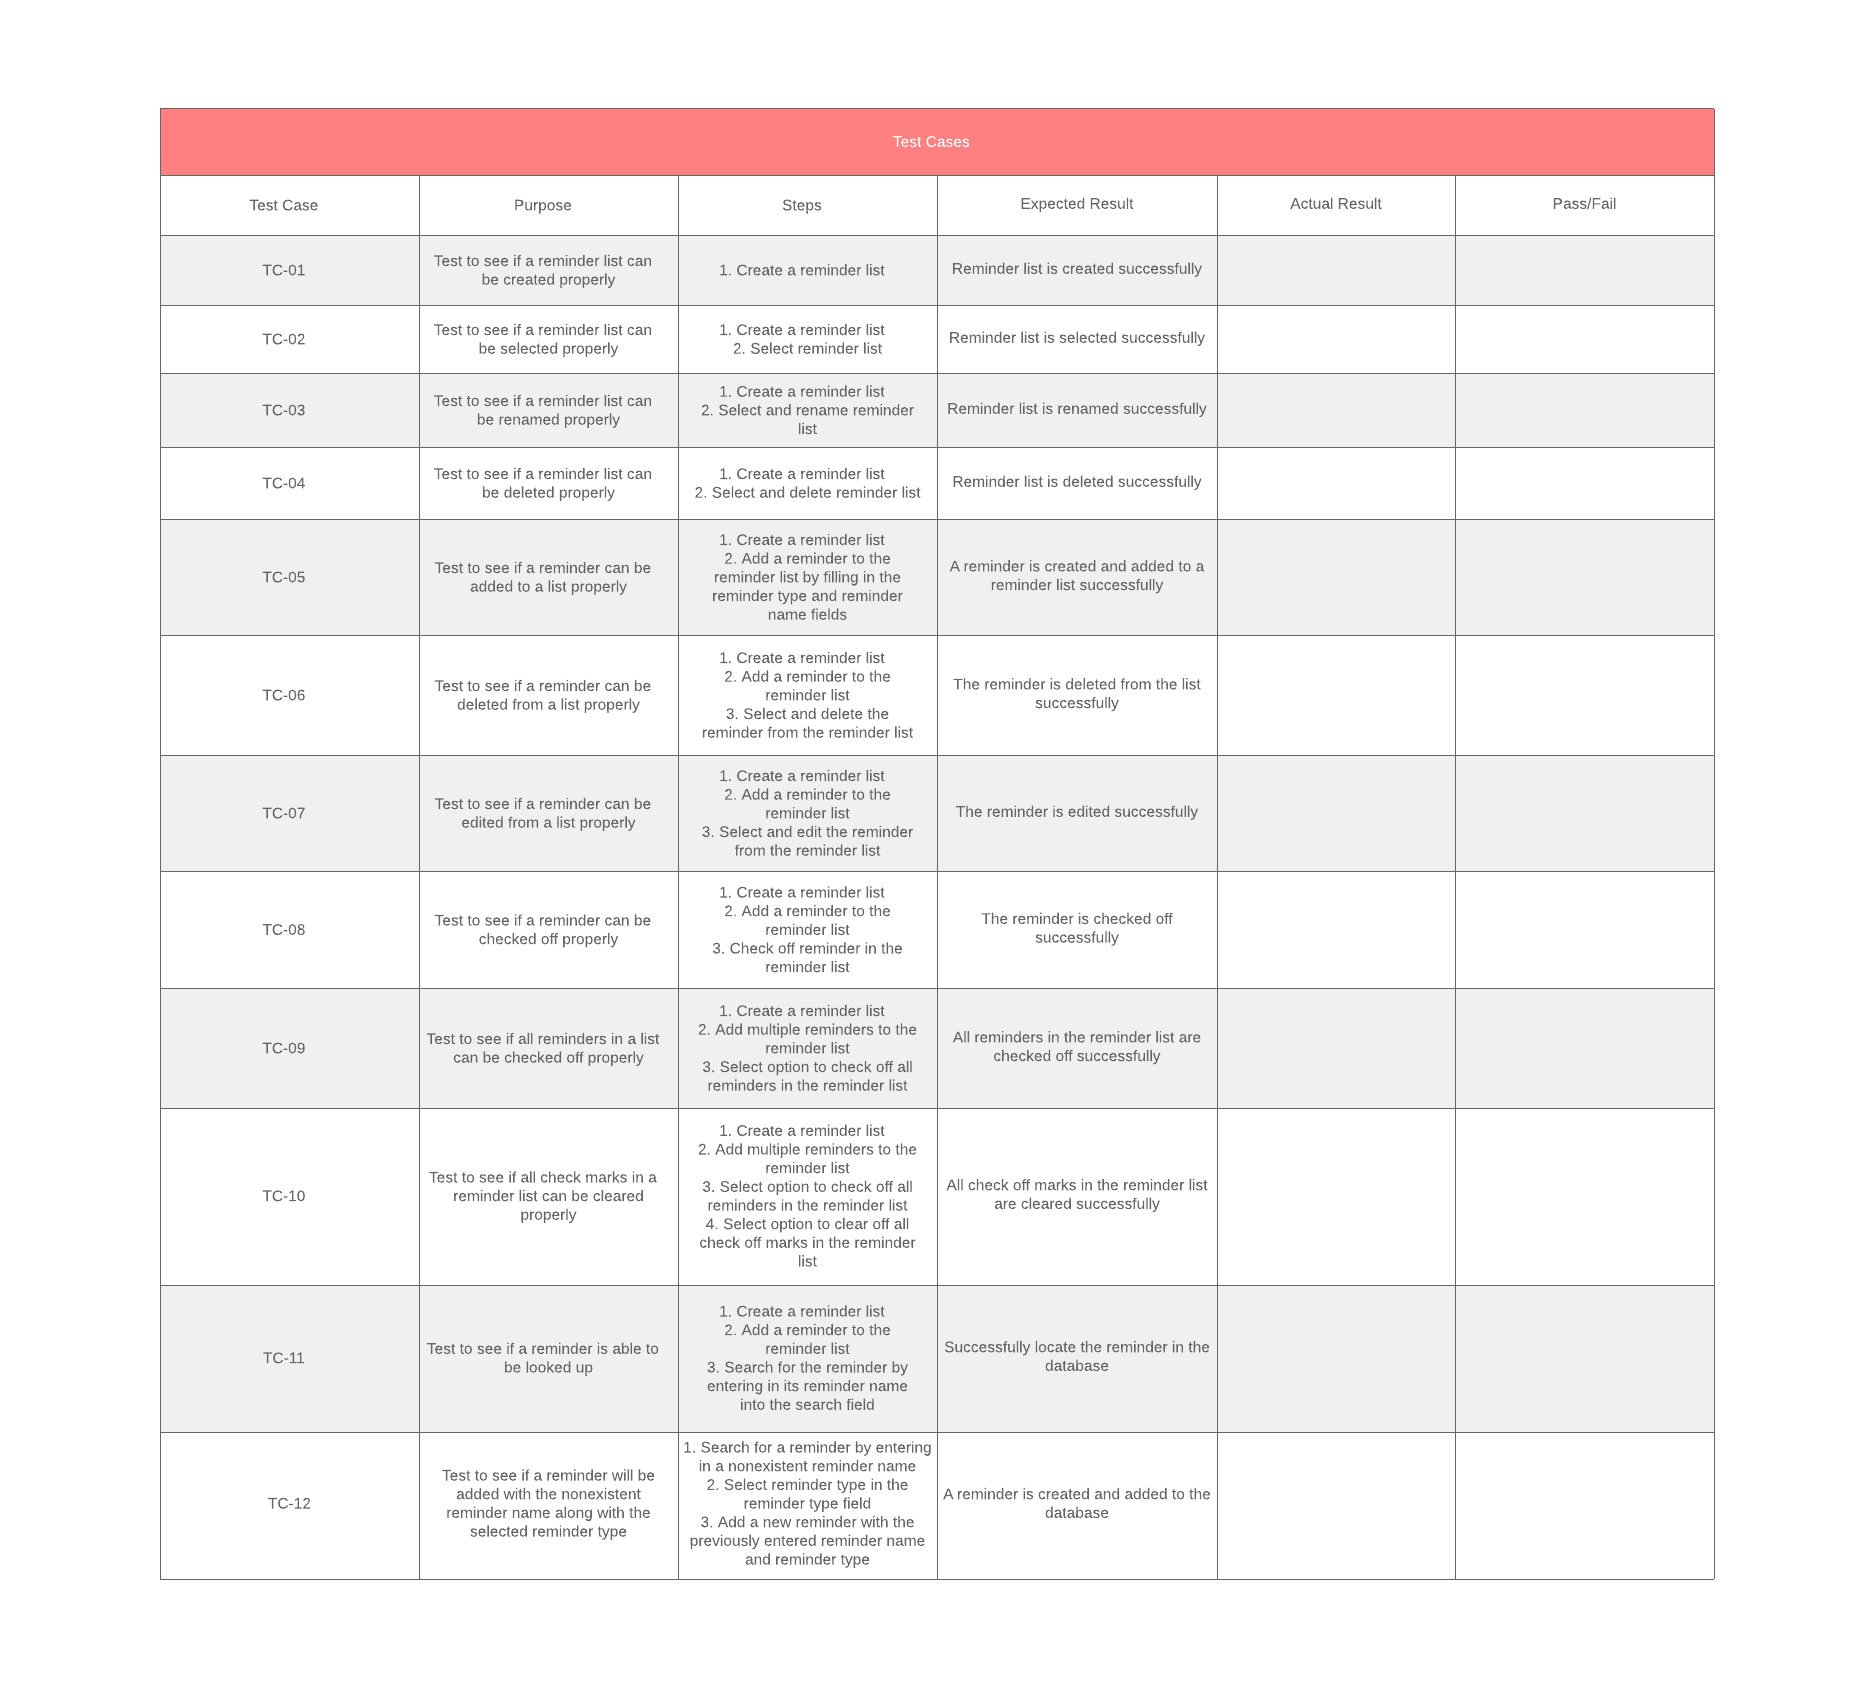 Test Cases
Test Case
Purpose
Steps
Expected Result
Actual Result
Pass/Fail
TC-01
Test to see if a reminder list can
be created properly
1. Create a reminder list
Reminder list is created successfully
TC-02
Test to see if a reminder list can
be selected properly
1. Create a reminder list
2. Select reminder list
Reminder list is selected successfully
TC-03
Test to see if a reminder list can
be renamed properly
1. Create a reminder list
2. Select and rename reminder
list
Reminder list is renamed successfully
TC-04
Test to see if a reminder list can
be deleted properly
1. Create a reminder list
2. Select and delete reminder list
Reminder list is deleted successfully
TC-05
Test to see if a reminder can be
added to a list properly
1. Create a reminder list
2. Add a reminder to the
reminder list by filling in the
reminder type and reminder
name fields
A reminder is created and added to a
reminder list successfully
TC-06
Test to see if a reminder can be
deleted from a list properly
1. Create a reminder list
2. Add a reminder to the
reminder list
3. Select and delete the
reminder from the reminder list
The reminder is deleted from the list
successfully
TC-07
Test to see if a reminder can be
edited from a list properly
1. Create a reminder list
2. Add a reminder to the
reminder list
3. Select and edit the reminder
from the reminder list
The reminder is edited successfully
TC-08
Test to see if a reminder can be
checked off properly
1. Create a reminder list
2. Add a reminder to the
reminder list
3. Check off reminder in the
reminder list
The reminder is checked off
successfully
TC-09
Test to see if all reminders in a list
can be checked off properly
1. Create a reminder list
2. Add multiple reminders to the
reminder list
3. Select option to check off all
reminders in the reminder list
All reminders in the reminder list are
checked off successfully
TC-10
Test to see if all check marks in a
reminder list can be cleared
properly
1. Create a reminder list
2. Add multiple reminders to the
reminder list
3. Select option to check off all
reminders in the reminder list
4. Select option to clear off all
check off marks in the reminder
list
All check off marks in the reminder list
are cleared successfully
TC-11
Test to see if a reminder is able to
be looked up
1. Create a reminder list
2. Add a reminder to the
reminder list
3. Search for the reminder by
entering in its reminder name
into the search field
Successfully locate the reminder in the
database
TC-12
Test to see if a reminder will be
added with the nonexistent
reminder name along with the
selected reminder type
1. Search for a reminder by entering
in a nonexistent reminder name
2. Select reminder type in the
reminder type field
3. Add a new reminder with the
previously entered reminder name
and reminder type
A reminder is created and added to the
database